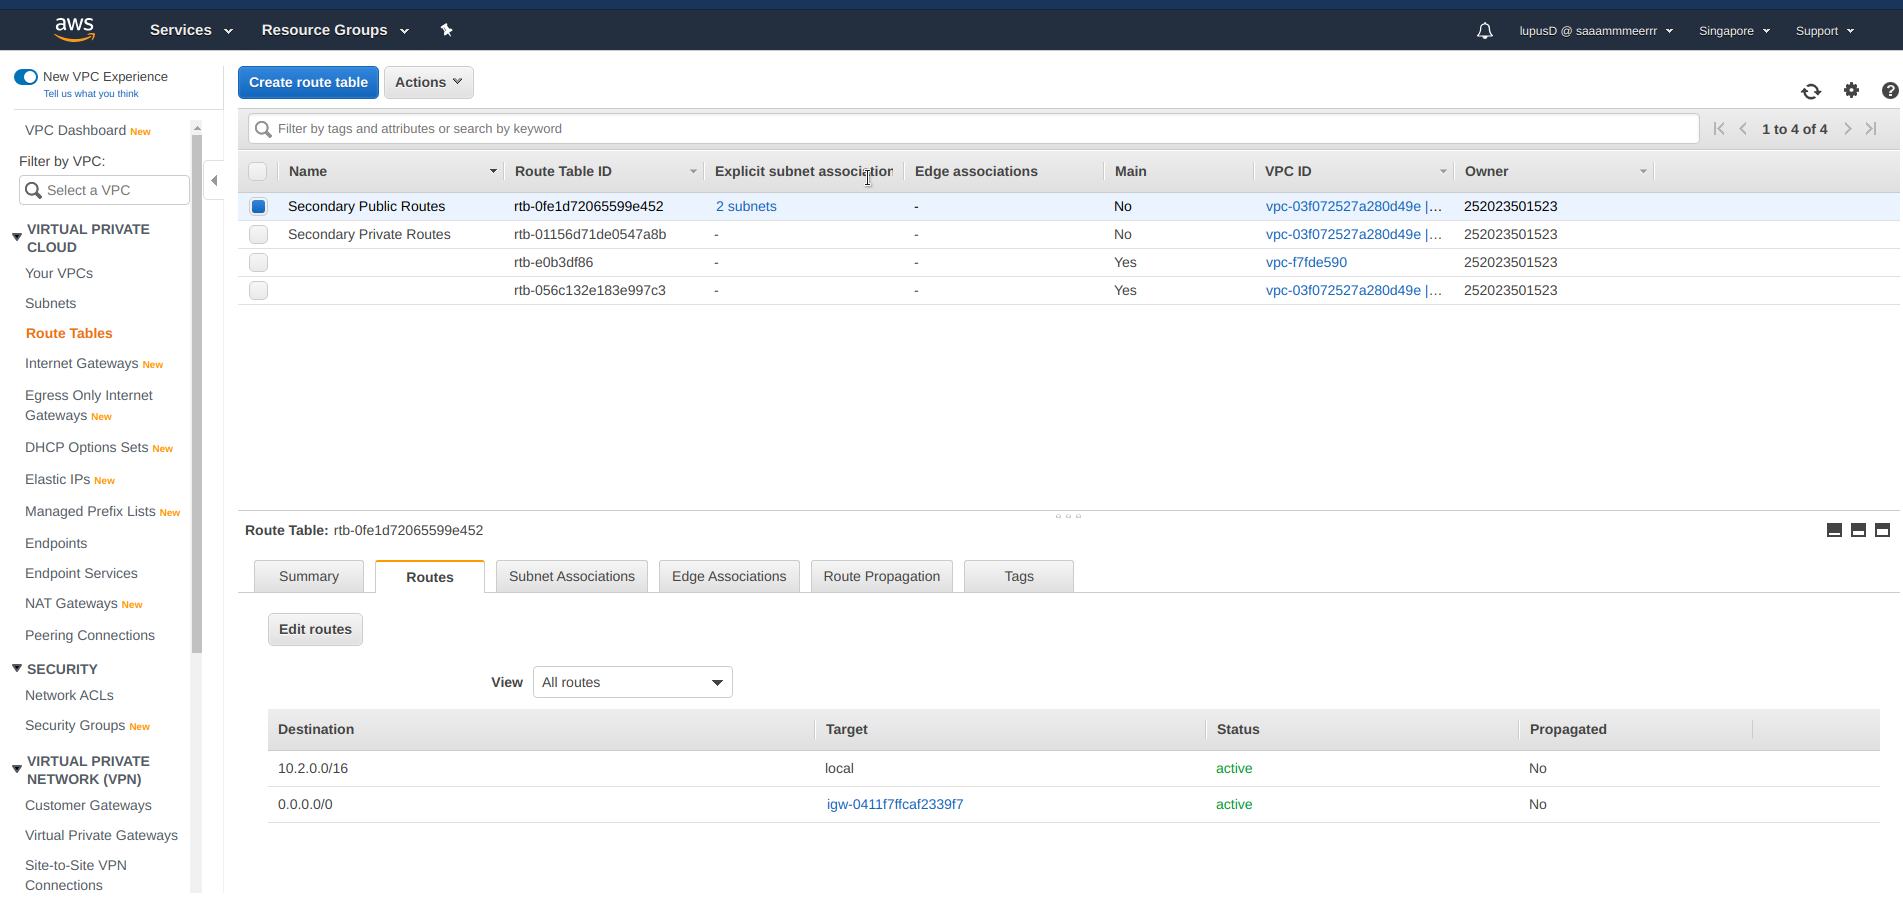 aws
Services
Resource Groups
lupusD @ saaammmeerrr
Singapore
Support
New VPC Experience
Tell us what you think
VPC Dashboard New
Filter by VPC:
Select a VPC
VIRTUAL PRIVATE
CLOUD
Your VPCs
Subnets
Route Tables
Internet Gateways New
Egress Only Internet
Gateways New
DHCP Options Sets New
Elastic IPs New
Managed Prefix Lists New
Endpoints
Endpoint Services
NAT Gateways New
Peering Connections
SECURITY
Network ACLs
Security Groups New
VIRTUAL PRIVATE
NETWORK (VPN)
Customer Gateways
Virtual Private Gateways
Site-to-Site VPN
Connections
Create route table
Actions
Filter by tags and attributes or search by keyword
1 to 4 of 4
Name Route Table ID Explicit subnet association Edge associations Main VPC ID Owner
Secondary Public Routes rtb-0fe1d72065599e452 2 subnets - No vpc-03f072527a280d49e |... 252023501523
Secondary Private Routes rtb-01156d71de0547a8b - - No vpc-03f072527a280d49e |... 252023501523
rtb-e0b3df86 - - Yes vpc-f7fde590 252023501523
rtb-056c132e183e997c3 - - Yes vpc-03f072527a280d49e |... 252023501523
Route Table: rtb-0fe1d72065599e452
Summary
Routes
Subnet Associations
Edge Associations
Route Propagation
Tags
Edit routes
View All routes
Destination Target Status Propagated
10.2.0.0/16 local active No
0.0.0.0/0 igw-0411f7ffcaf2339f7 active No